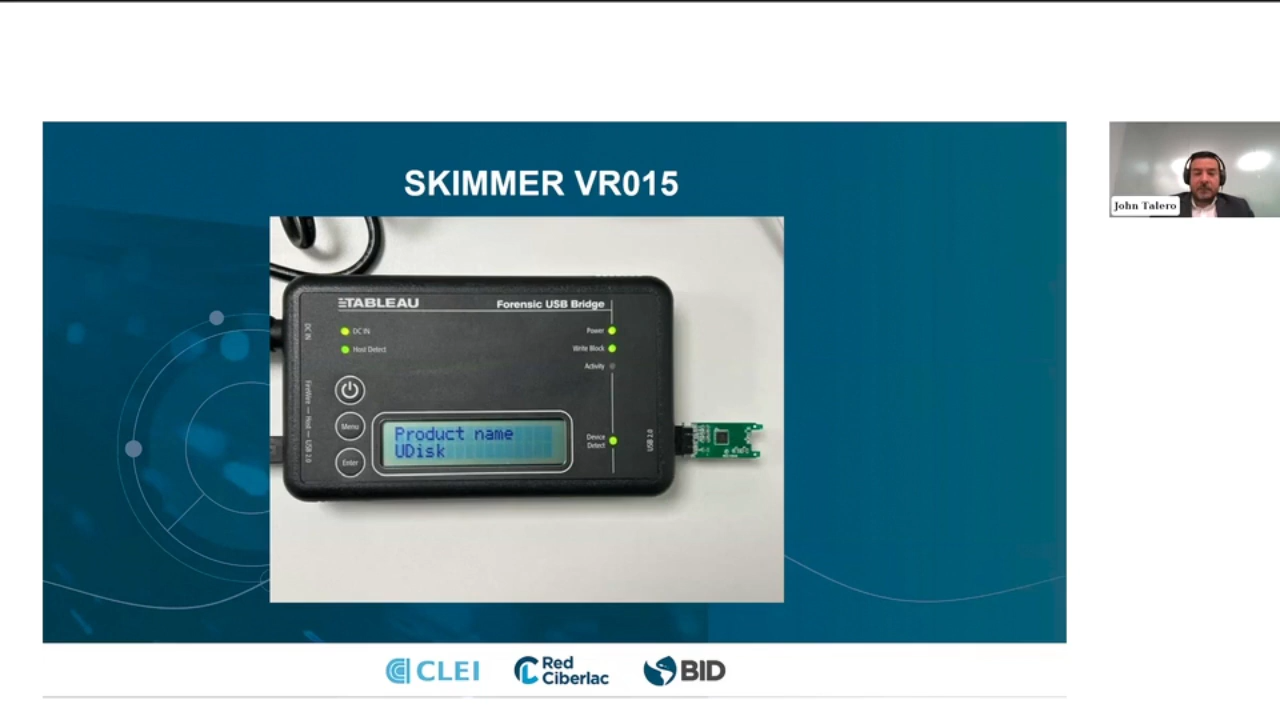 SKIMMER VR015
TABLEAU
Forensic USB Bridge
DC IN
Host Detect
Power
Write Block
Activity
DC IN
FireWire — Host — USB 2.0
Menu
Enter
Product name
UDisk
Device
Detect
USB 2.0
John Talero
CLEI
Red
Ciberlac
BID